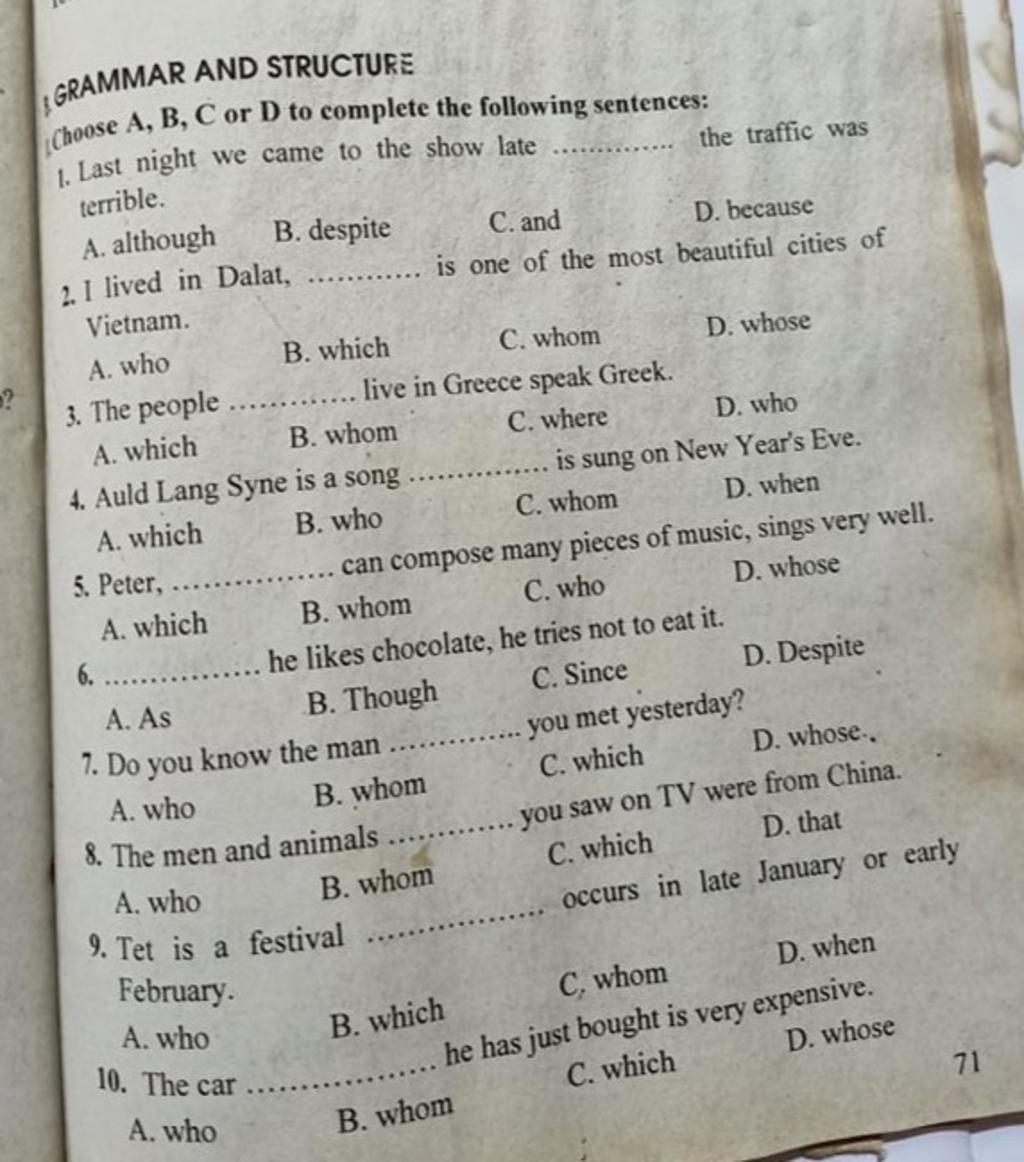 GRAMMAR AND STRUCTURE
Choose A, B, C or D to complete the following sentences:
1. Last night we came to the show late .............. the traffic was
terrible.
A. although B. despite C. and D. because
2. I lived in Dalat, ............ is one of the most beautiful cities of
Vietnam.
A. who B. which C. whom D. whose
3. The people ............. live in Greece speak Greek.
A. which B. whom C. where D. who
4. Auld Lang Syne is a song ............... is sung on New Year's Eve.
A. which B. who C. whom D. when
5. Peter, ................. can compose many pieces of music, sings very well.
A. which B. whom C. who D. whose
6. ................ he likes chocolate, he tries not to eat it.
A. As B. Though C. Since D. Despite
7. Do you know the man .............. you met yesterday?
A. who B. whom C. which D. whose
8. The men and animals ............. you saw on TV were from China.
A. who B. whom C. which D. that
9. Tet is a festival .................. occurs in late January or early
February.
A. who B. which C. whom D. when
10. The car .................... he has just bought is very expensive.
A. who B. whom C. which D. whose
71